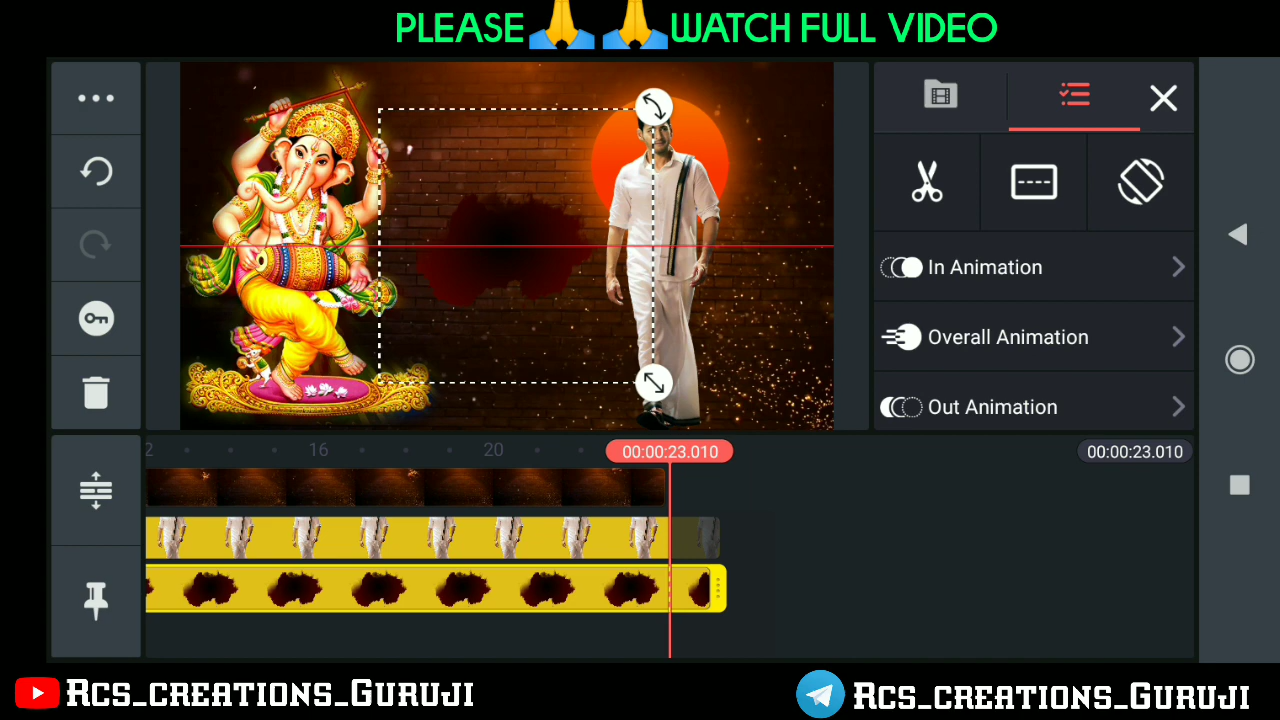 PLEASE🙏 🙏WATCH FULL VIDEO
In Animation
Overall Animation
Out Animation
2 16 20 00:00:23.010 00:00:23.010
Rcs_creations_Guruji Rcs_creations_Guruji